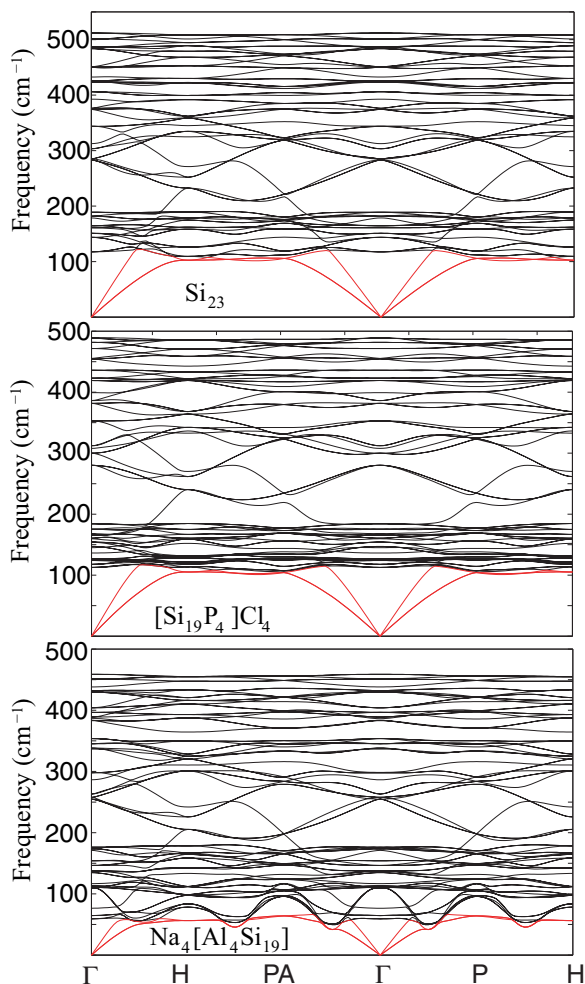 500
400
300
200
100
Frequency (cm⁻¹)
Si₂₃
500
400
300
200
100
Frequency (cm⁻¹)
[Si₁₉P₄ ]Cl₄
500
400
300
200
100
Frequency (cm⁻¹)
Na₄[Al₄Si₁₉]
Γ H PA Γ P H